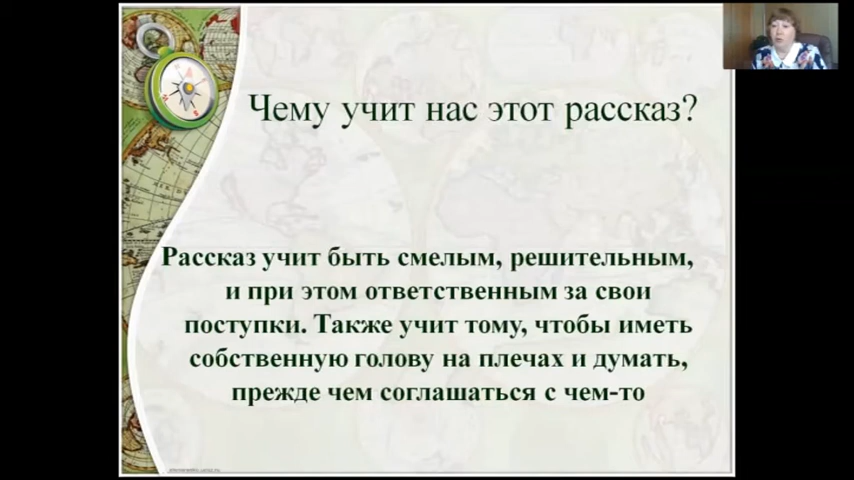 Чему учит нас этот рассказ?
Рассказ учит быть смелым, решительным,
и при этом ответственным за свои
поступки. Также учит тому, чтобы иметь
собственную голову на плечах и думать,
прежде чем соглашаться с чем-то